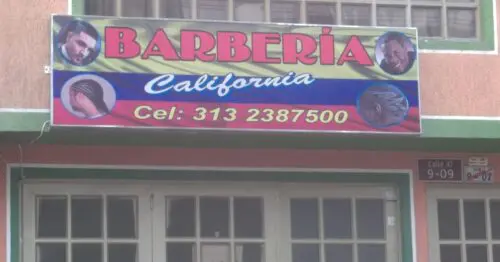 BARBERÍA
California
Cel: 313 2387500
9-09